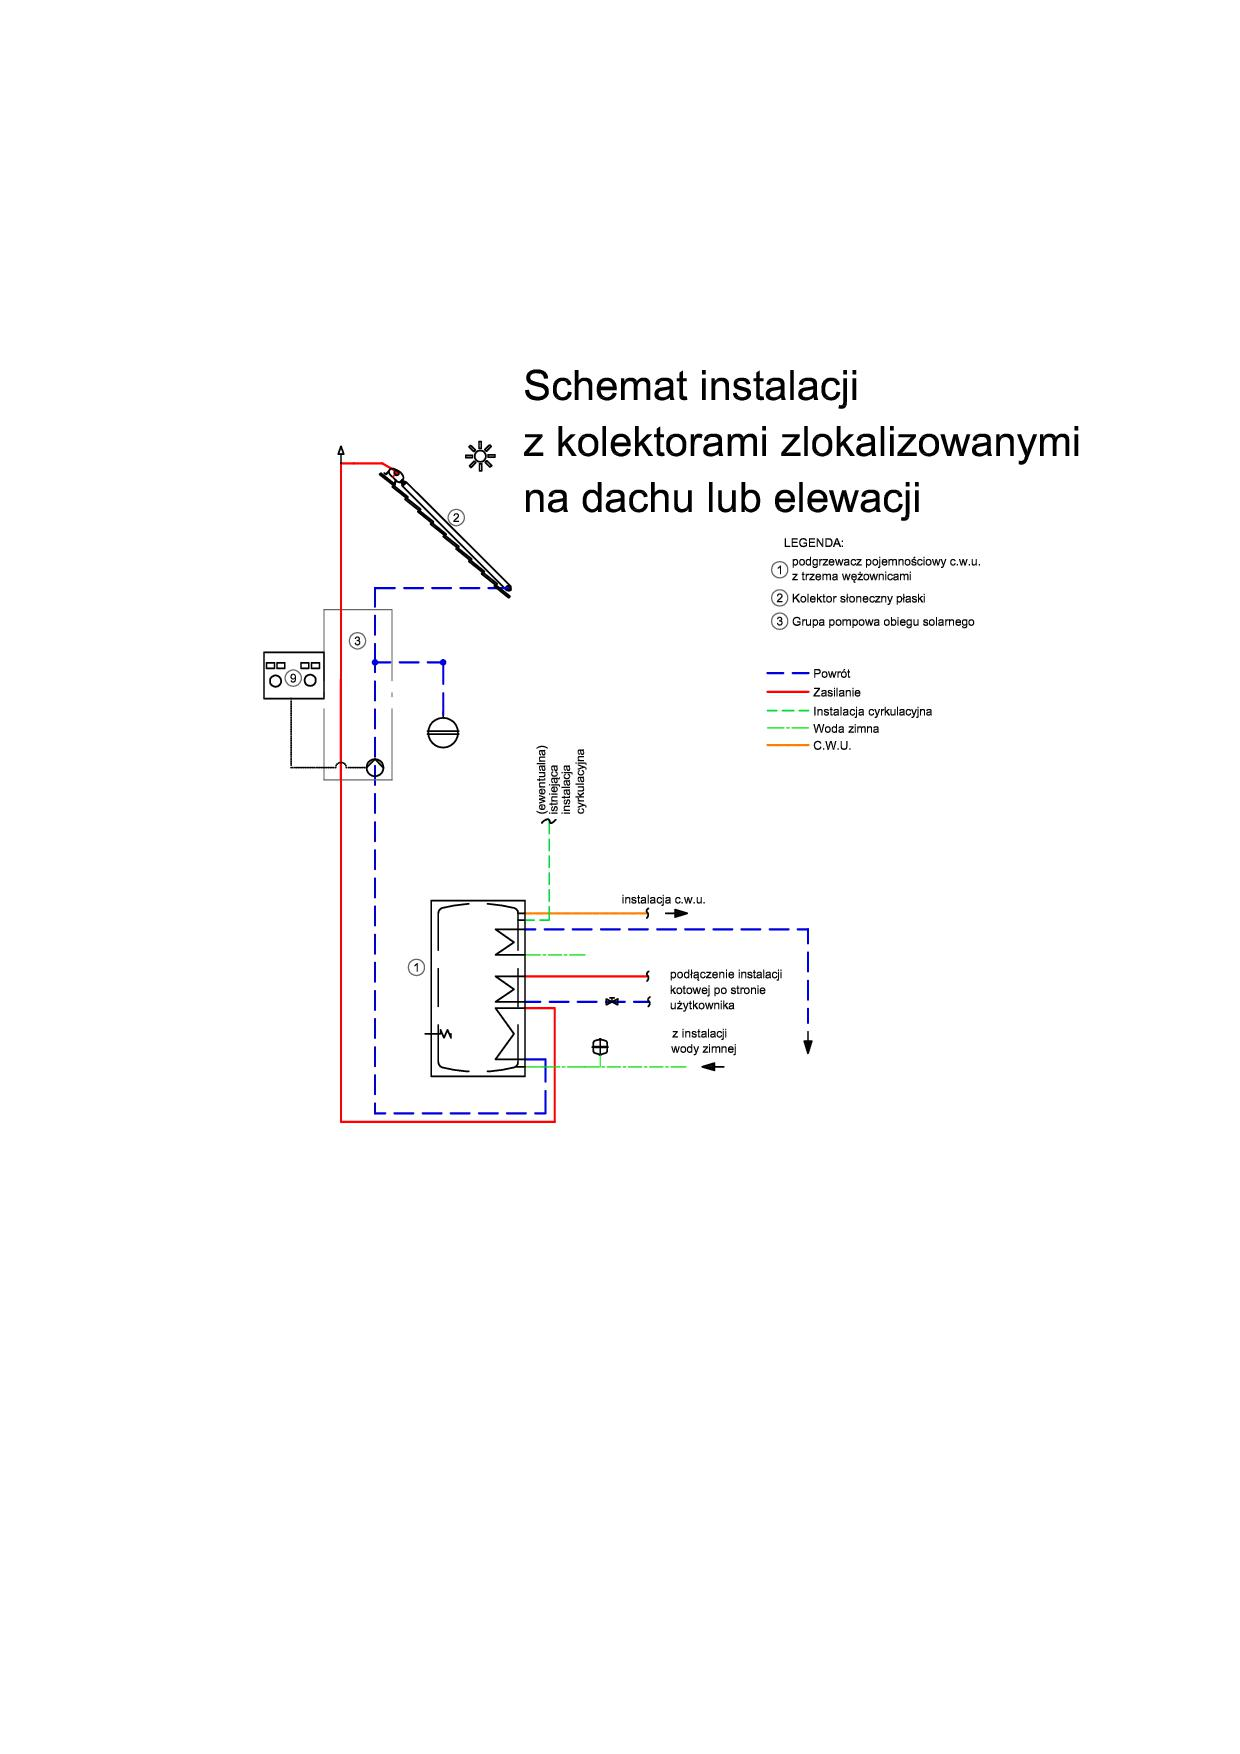 Schemat instalacji
z kolektorami zlokalizowanymi
na dachu lub elewacji
2
LEGENDA:
1 podgrzewacz pojemnościowy c.w.u.
z trzema wężownicami
2 Kolektor słoneczny płaski
3 Grupa pompowa obiegu solarnego
3
9
Powrót
Zasilanie
Instalacja cyrkulacyjna
Woda zimna
C.W.U.
(ewentualna)
istniejąca
instalacja
cyrkulacyjna
instalacja c.w.u.
1
podłączenie instalacji
kotowej po stronie
użytkownika
z instalacji
wody zimnej